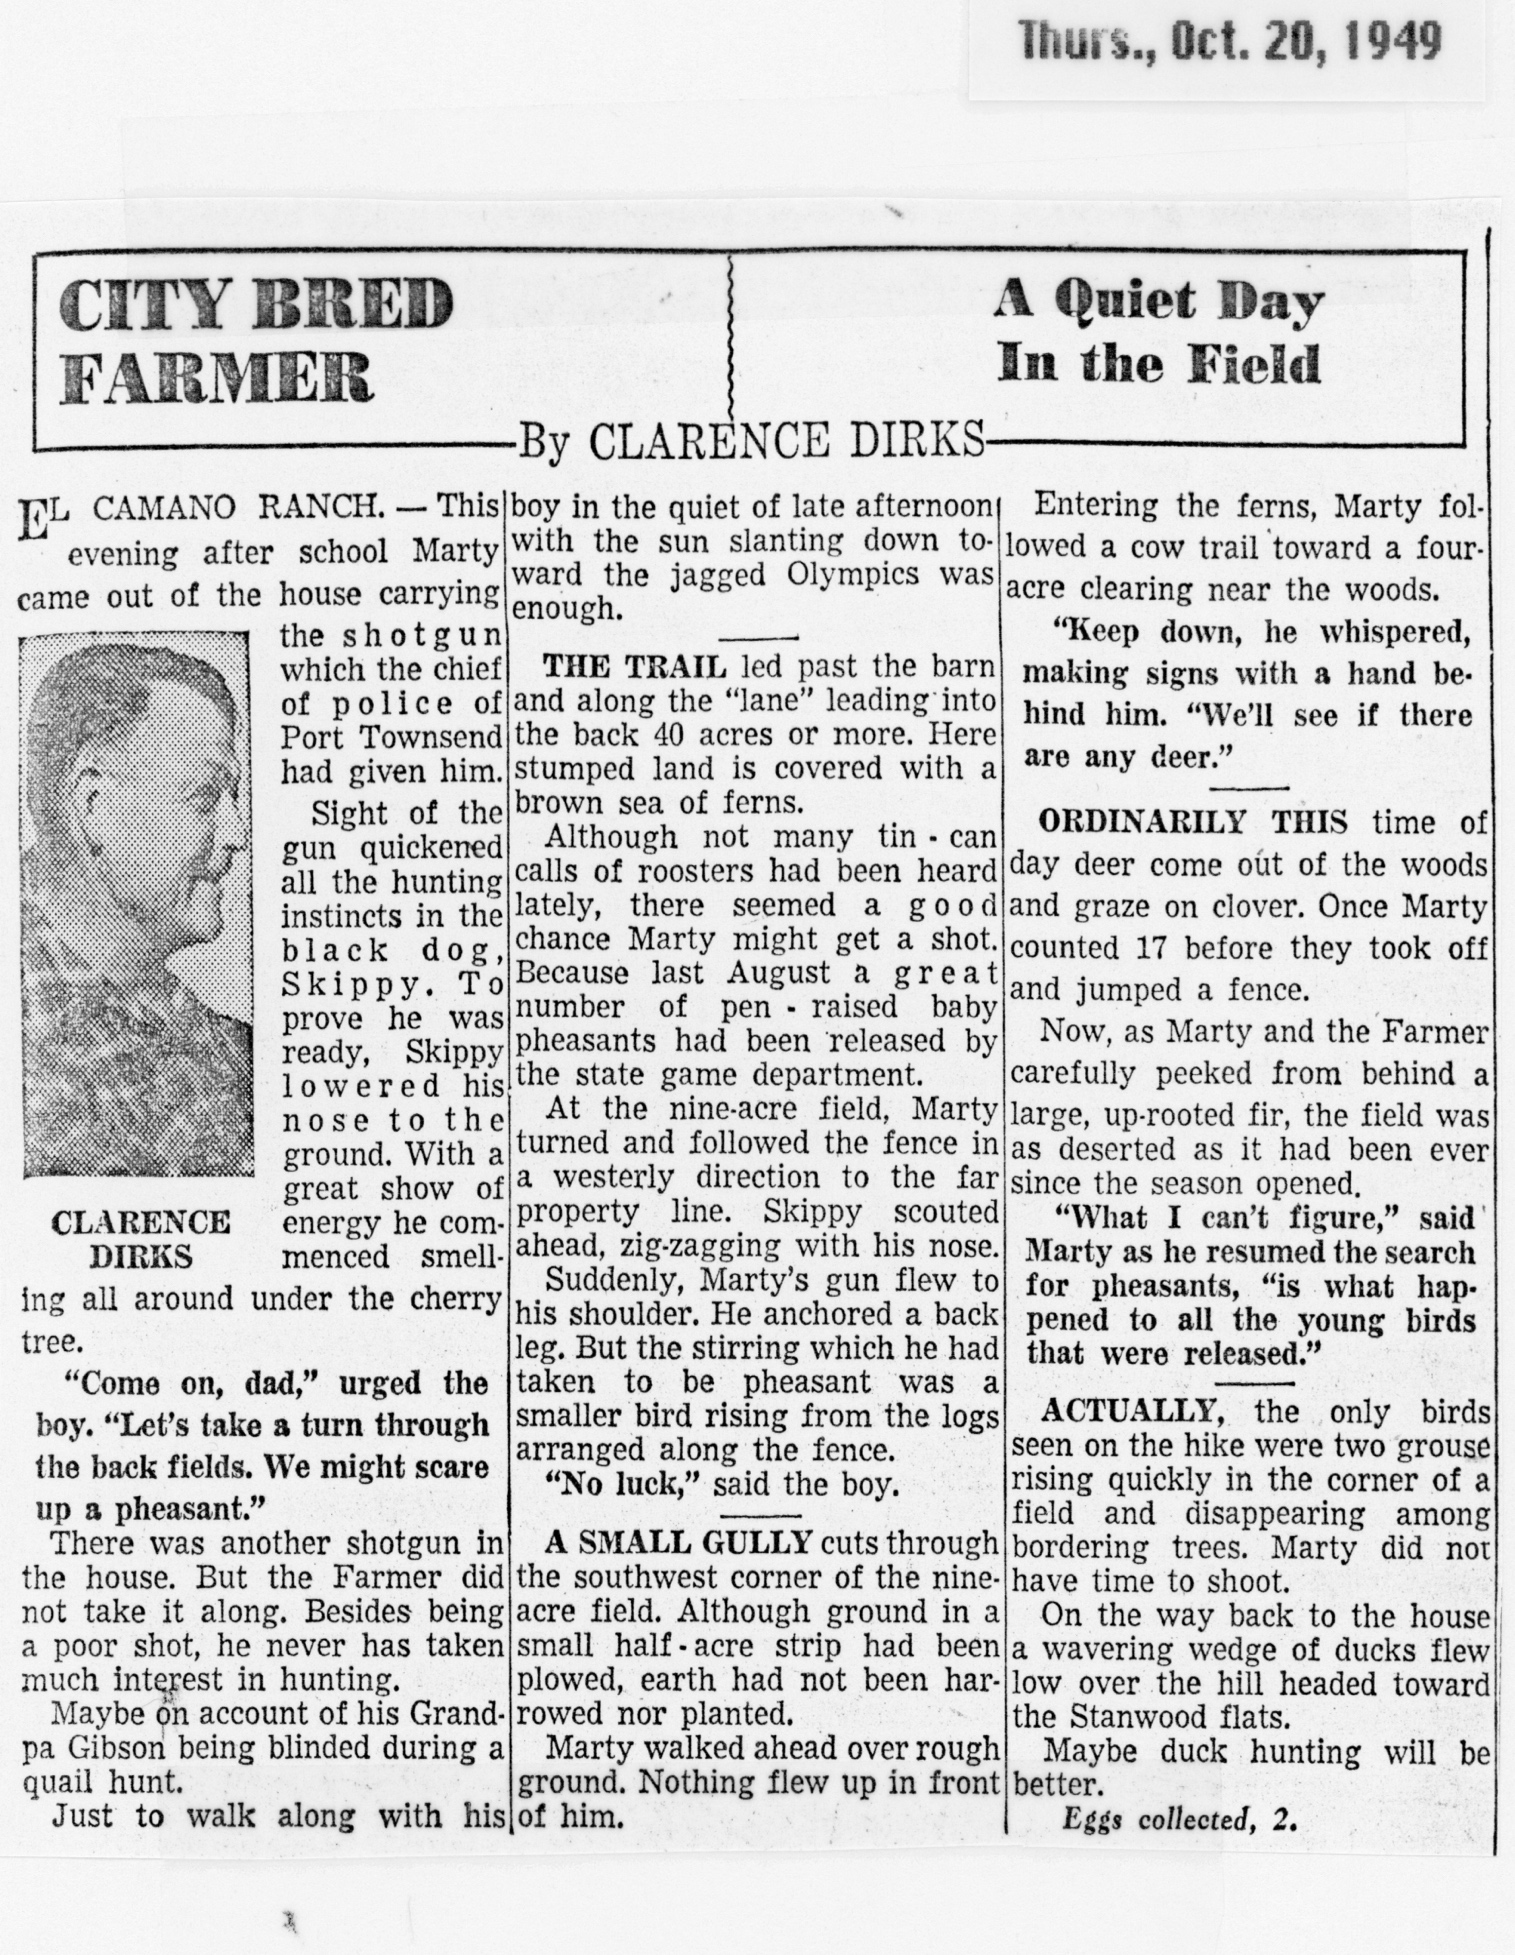 Thurs., Oct. 20, 1949
CITY BRED
FARMER
A Quiet Day
In the Field
By CLARENCE DIRKS
EL CAMANO RANCH. — This
evening after school Marty
came out of the house carrying
the shotgun
which the chief
of police of
Port Townsend
had given him.
Sight of the
gun quickened
all the hunting
instincts in the
black dog,
Skippy. To
prove he was
ready, Skippy
lowered his
nose to the
ground. With a
great show of
energy he com-
menced smell-
CLARENCE
DIRKS
ing all around under the cherry
tree.
“Come on, dad,” urged the
boy. “Let’s take a turn through
the back fields. We might scare
up a pheasant.”
There was another shotgun in
the house. But the Farmer did
not take it along. Besides being
a poor shot, he never has taken
much interest in hunting.
Maybe on account of his Grand-
pa Gibson being blinded during a
quail hunt.
Just to walk along with his
boy in the quiet of late afternoon
with the sun slanting down to-
ward the jagged Olympics was
enough.
THE TRAIL led past the barn
and along the “lane” leading into
the back 40 acres or more. Here
stumped land is covered with a
brown sea of ferns.
Although not many tin - can
calls of roosters had been heard
lately, there seemed a good
chance Marty might get a shot.
Because last August a great
number of pen - raised baby
pheasants had been released by
the state game department.
At the nine-acre field, Marty
turned and followed the fence in
a westerly direction to the far
property line. Skippy scouted
ahead, zig-zagging with his nose.
Suddenly, Marty’s gun flew to
his shoulder. He anchored a back
leg. But the stirring which he had
taken to be pheasant was a
smaller bird rising from the logs
arranged along the fence.
“No luck,” said the boy.
A SMALL GULLY cuts through
the southwest corner of the nine-
acre field. Although ground in a
small half - acre strip had been
plowed, earth had not been har-
rowed nor planted.
Marty walked ahead over rough
ground. Nothing flew up in front
of him.
Entering the ferns, Marty fol-
lowed a cow trail toward a four-
acre clearing near the woods.
“Keep down, he whispered,
making signs with a hand be-
hind him. “We’ll see if there
are any deer.”
ORDINARILY THIS time of
day deer come out of the woods
and graze on clover. Once Marty
counted 17 before they took off
and jumped a fence.
Now, as Marty and the Farmer
carefully peeked from behind a
large, up-rooted fir, the field was
as deserted as it had been ever
since the season opened.
“What I can’t figure,” said
Marty as he resumed the search
for pheasants, “is what hap-
pened to all the young birds
that were released.”
ACTUALLY, the only birds
seen on the hike were two grouse
rising quickly in the corner of a
field and disappearing among
bordering trees. Marty did not
have time to shoot.
On the way back to the house
a wavering wedge of ducks flew
low over the hill headed toward
the Stanwood flats.
Maybe duck hunting will be
better.
Eggs collected, 2.